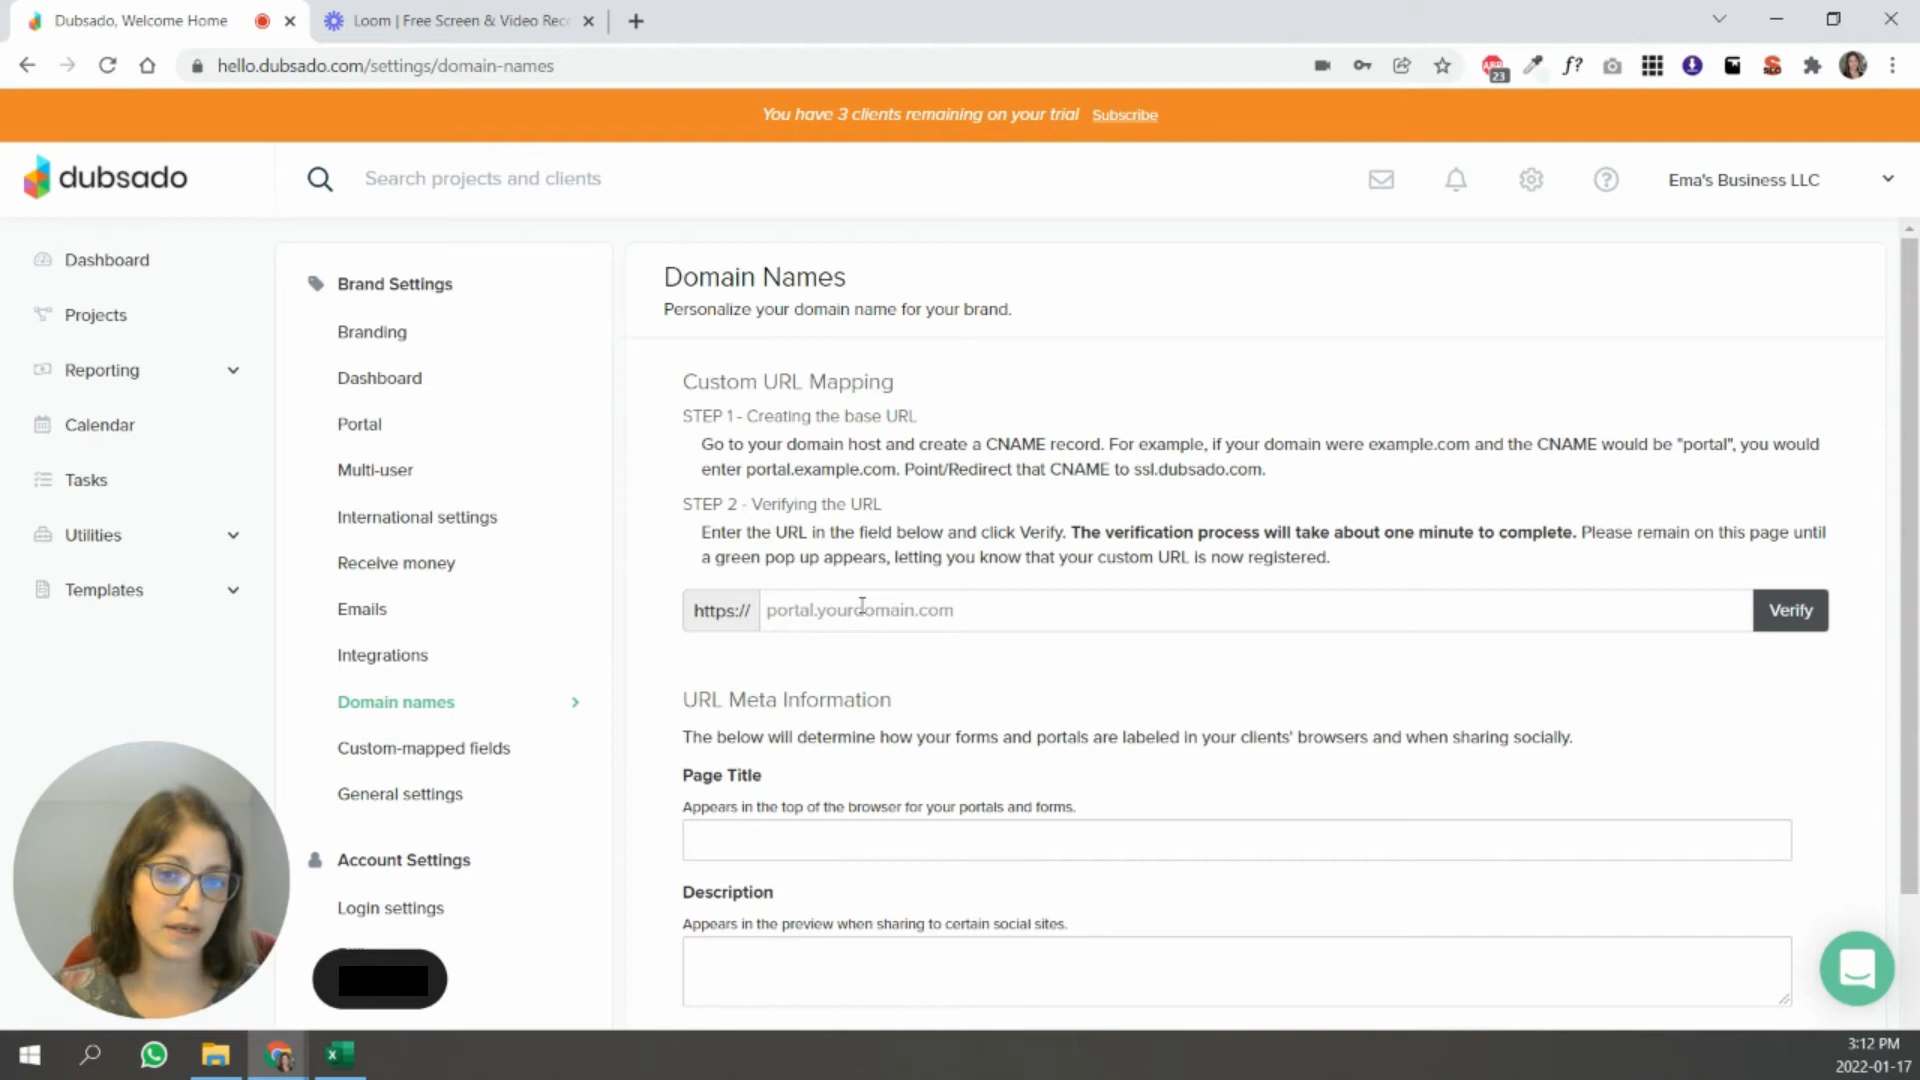 Dubsado, Welcome Home
Loom | Free Screen & Video Rec
hello.dubsado.com/settings/domain-names
23
f?
You have 3 clients remaining on your trial Subscribe
dubsado
Search projects and clients
Ema's Business LLC
Dashboard
Projects
Reporting
Calendar
Tasks
Utilities
Templates
Brand Settings
Branding
Dashboard
Portal
Multi-user
International settings
Receive money
Emails
Integrations
Domain names
Custom-mapped fields
General settings
Account Settings
Login settings
Domain Names
Personalize your domain name for your brand.
Custom URL Mapping
STEP 1 - Creating the base URL
Go to your domain host and create a CNAME record. For example, if your domain were example.com and the CNAME would be "portal", you would
enter portal.example.com. Point/Redirect that CNAME to ssl.dubsado.com.
STEP 2 - Verifying the URL
Enter the URL in the field below and click Verify. The verification process will take about one minute to complete. Please remain on this page until
a green pop up appears, letting you know that your custom URL is now registered.
https:// portal.yourdomain.com Verify
URL Meta Information
The below will determine how your forms and portals are labeled in your clients' browsers and when sharing socially.
Page Title
Appears in the top of the browser for your portals and forms.
Description
Appears in the preview when sharing to certain social sites.
3:12 PM
2022-01-17